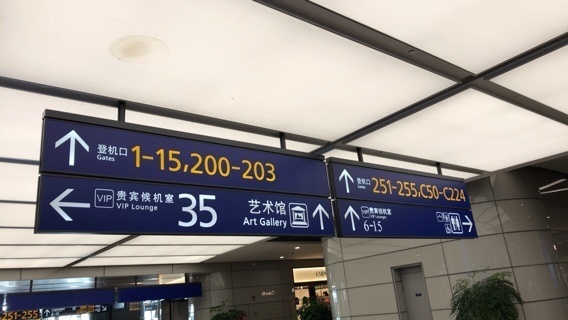 登机口 1-15,200-203
Gates
VIP 贵宾候机室 35 艺术馆
VIP Lounge Art Gallery
登机口 251-255,C50-C224
Gates
贵宾候机室
VIP Lounge
6-15
251-255